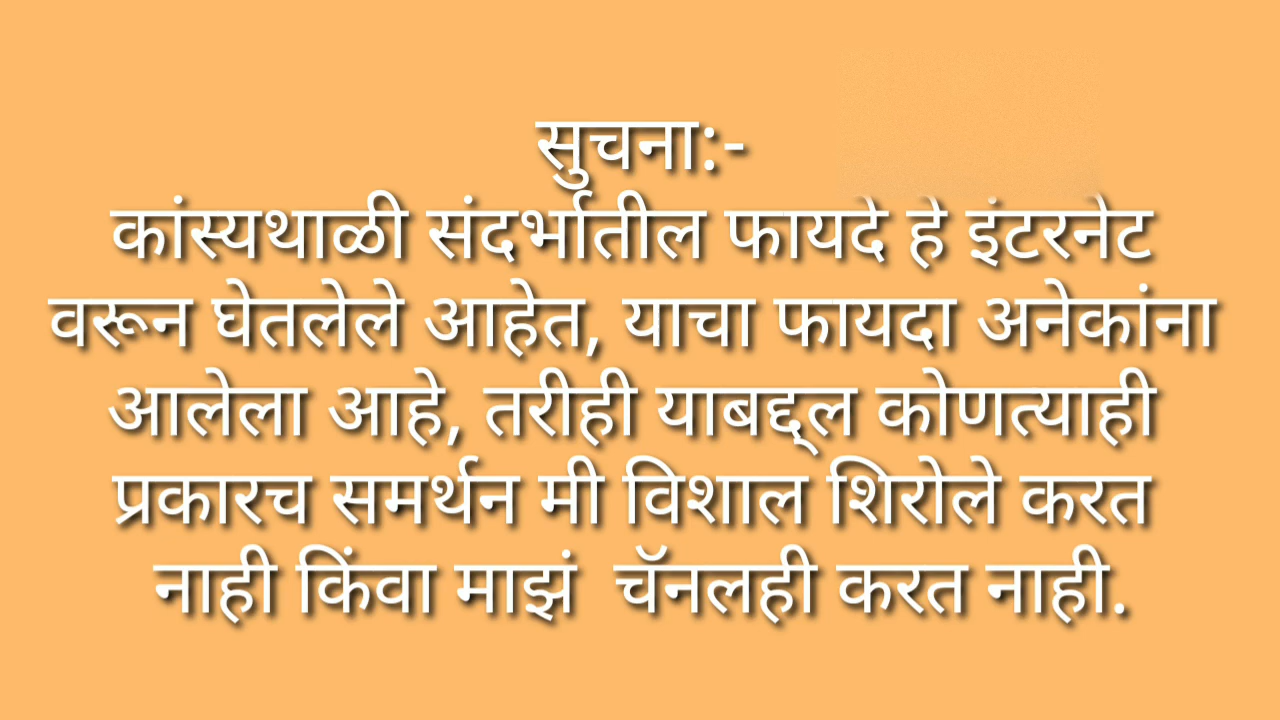 सुचना:-
कांस्यथाळी संदर्भातील फायदे हे इंटरनेट
वरून घेतलेले आहेत, याचा फायदा अनेकांना
आलेला आहे, तरीही याबद्द्ल कोणत्याही
प्रकारच समर्थन मी विशाल शिरोले करत
नाही किंवा माझं चॅनलही करत नाही.